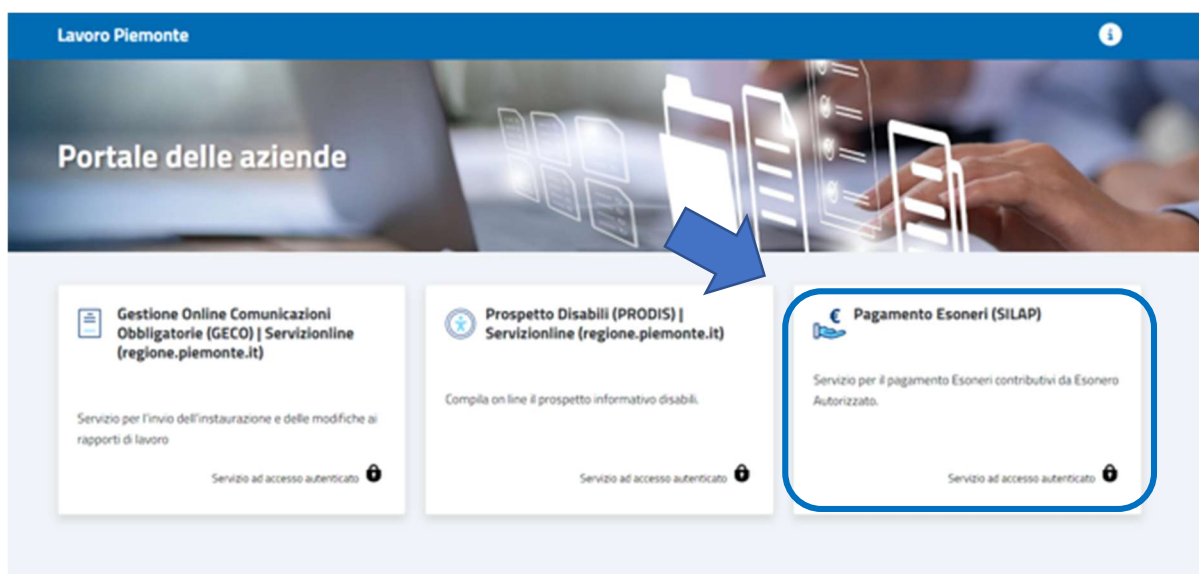 Lavoro Piemonte
Portale delle aziende
Gestione Online Comunicazioni
Obbligatorie (GECO) | Servizionline
(regione.piemonte.it)
Servizio per l'invio dell'instaurazione e delle modifiche ai
rapporti di lavoro
Servizio ad accesso autenticato
Prospetto Disabili (PRODIS) |
Servizionline (regione.piemonte.it)
Compila on line il prospetto informativo disabili.
Servizio ad accesso autenticato
Pagamento Esoneri (SILAP)
Servizio per il pagamento Esoneri contributivi da Esonero
Autorizzato.
Servizio ad accesso autenticato